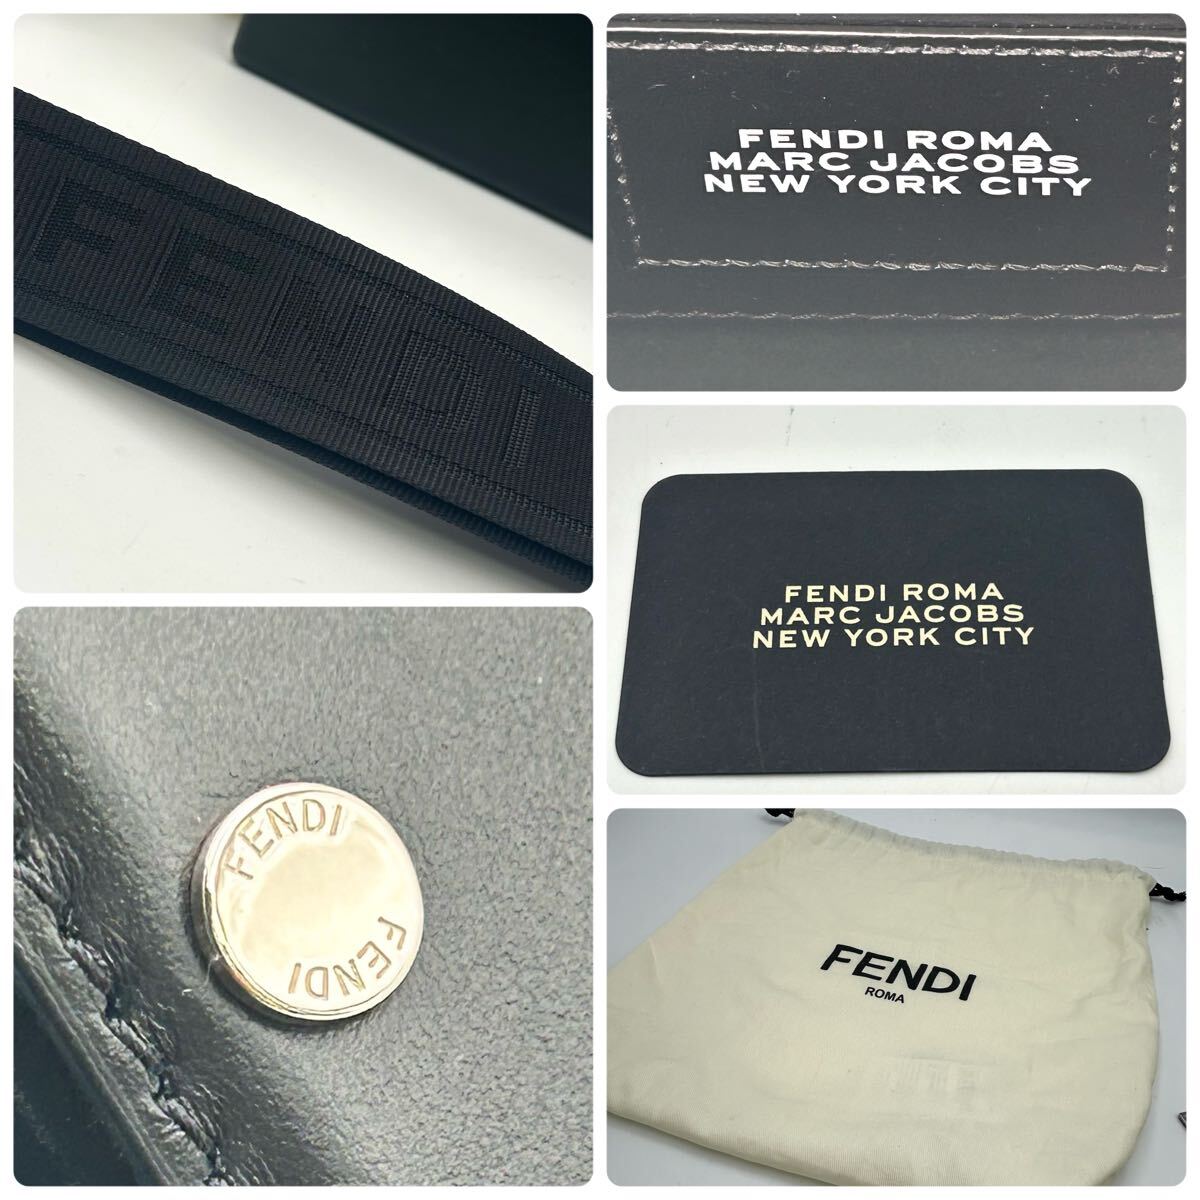 FENDI
FENDI ROMA
MARC JACOBS
NEW YORK CITY
FENDI ROMA
MARC JACOBS
NEW YORK CITY
FENDI
FENDI
FENDI
ROMA